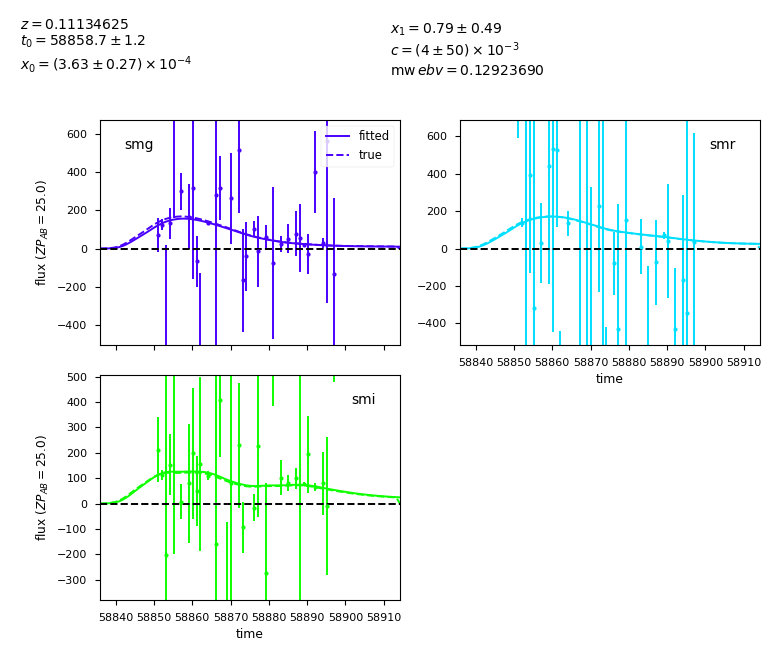 z = 0.11134625
t₀ = 58858.7 ± 1.2
x₀ = (3.63 ± 0.27) × 10⁻⁴
x₁ = 0.79 ± 0.49
c = (4 ± 50) × 10⁻³
mw ebv = 0.12923690
600
400
200
0
−200
−400
flux (ZP_AB = 25.0)
smg
fitted
true
600
400
200
0
−200
−400
smr
58840 58850 58860 58870 58880 58890 58900 58910
time
500
400
300
200
100
0
−100
−200
−300
flux (ZP_AB = 25.0)
smi
58840 58850 58860 58870 58880 58890 58900 58910
time